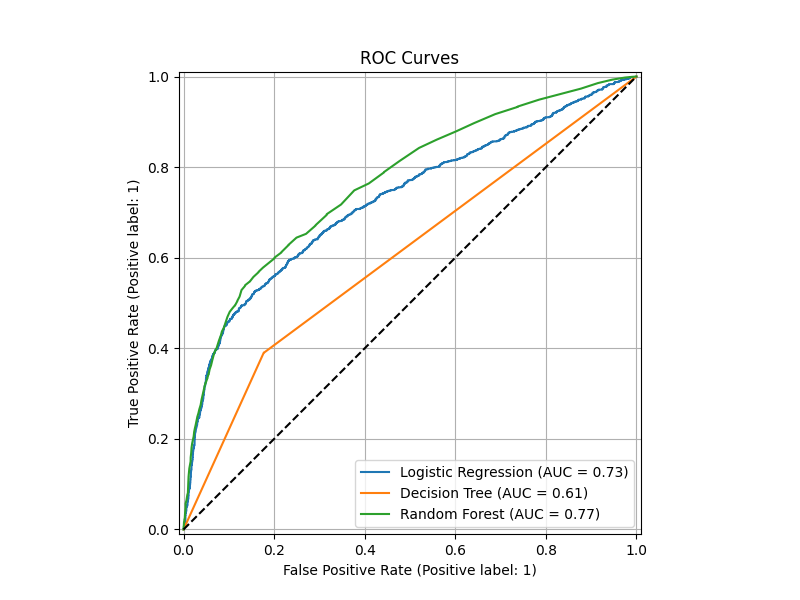 ROC Curves
True Positive Rate (Positive label: 1)
1.0
0.8
0.6
0.4
0.2
0.0
Logistic Regression (AUC = 0.73)
Decision Tree (AUC = 0.61)
Random Forest (AUC = 0.77)
0.0 0.2 0.4 0.6 0.8 1.0
False Positive Rate (Positive label: 1)